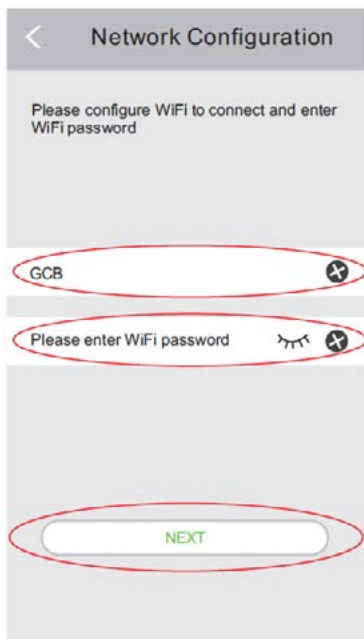 Network Configuration
Please configure WiFi to connect and enter
WiFi password
GCB
Please enter WiFi password
NEXT